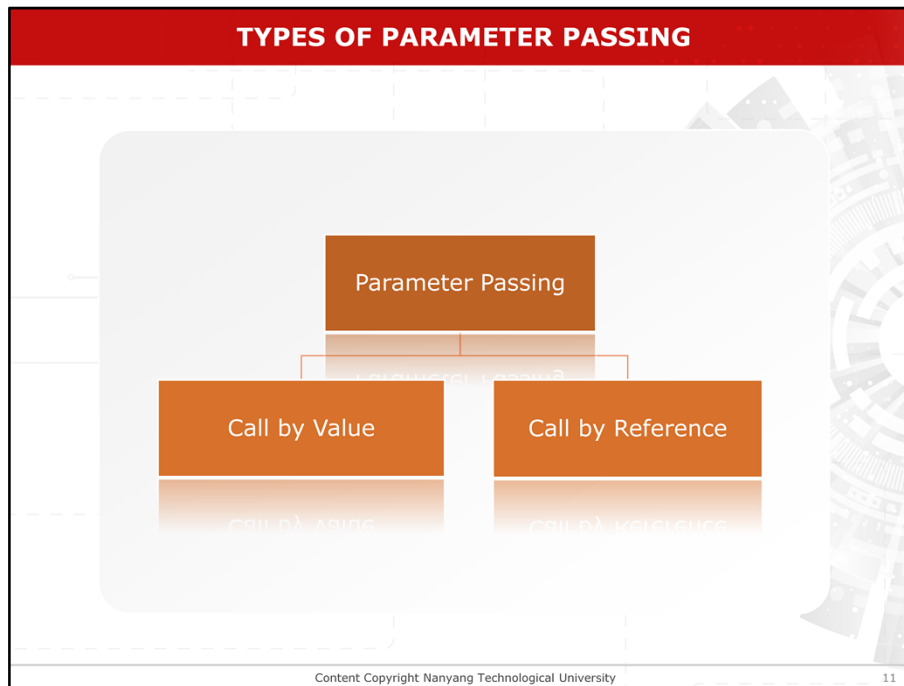 TYPES OF PARAMETER PASSING
Parameter Passing
Call by Value
Call by Reference
Content Copyright Nanyang Technological University
11